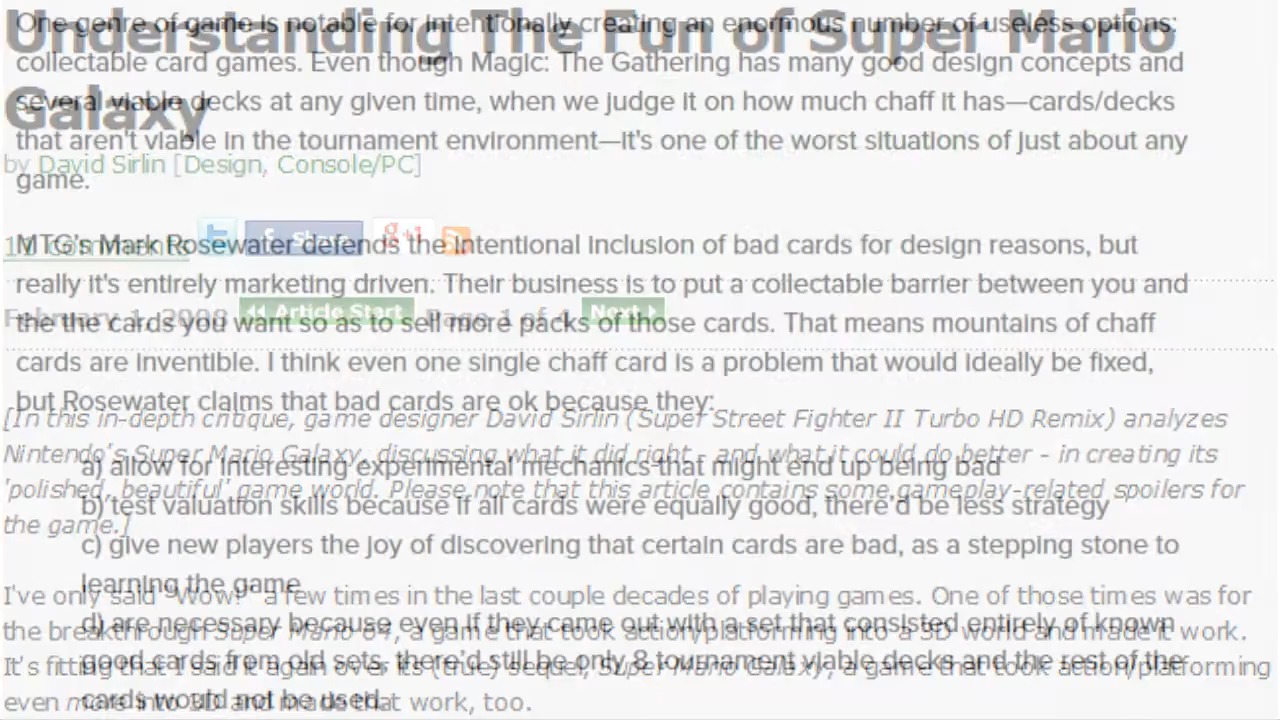 One genre of game is notable for intentionally creating an enormous number of useless options:
collectable card games. Even though Magic: The Gathering has many good design concepts and
several viable decks at any given time, when we judge it on how much chaff it has—cards/decks
that aren't viable in the tournament environment—it's one of the worst situations of just about any
game.
MTG's Mark Rosewater defends the intentional inclusion of bad cards for design reasons, but
really it's entirely marketing driven. Their business is to put a collectable barrier between you and
the the cards you want so as to sell more packs of those cards. That means mountains of chaff
cards are inventible. I think even one single chaff card is a problem that would ideally be fixed,
but Rosewater claims that bad cards are ok because they:
a) allow for interesting experimental mechanics that might end up being bad
b) test valuation skills because if all cards were equally good, there'd be less strategy
c) give new players the joy of discovering that certain cards are bad, as a stepping stone to
learning the game
d) are necessary because even if they came out with a set that consisted entirely of known
good cards from old sets, there'd still be only 8 tournament viable decks and the rest of the
cards would not be used.
Understanding The Fun of Super Mario
Galaxy
by David Sirlin [Design, Console/PC]
comments
Share
g+1
February 1, 2008 Article Start Page 1 of 4 Next
[In this in-depth critique, game designer David Sirlin (Super Street Fighter II Turbo HD Remix) analyzes
Nintendo's Super Mario Galaxy, discussing what it did right - and what it could do better - in creating its
'polished, beautiful' game world. Please note that this article contains some gameplay-related spoilers for
the game.]
I've only said "Wow!" a few times in the last couple decades of playing games. One of those times was for
the breakthrough Super Mario 64, a game that took action/platforming into a 3D world and made it work.
It's fitting that I said it again over its (true) sequel, Super Mario Galaxy, a game that took action/platforming
even more into 3D and made that work, too.